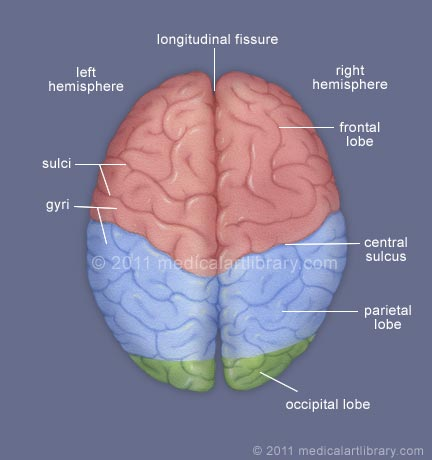 longitudinal fissure
left
hemisphere
right
hemisphere
frontal
lobe
sulci
gyri
central
sulcus
© 2011 medicalartlibrary.com
parietal
lobe
occipital lobe
© 2011 medicalartlibrary.com